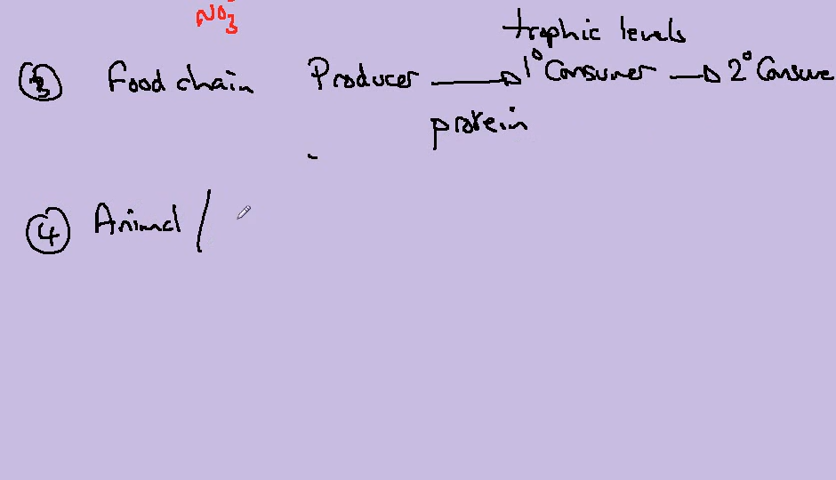 NO3
trophic levels
③ Food chain Producer → 1° Consumer → 2° Consume
protein
④ Animal /